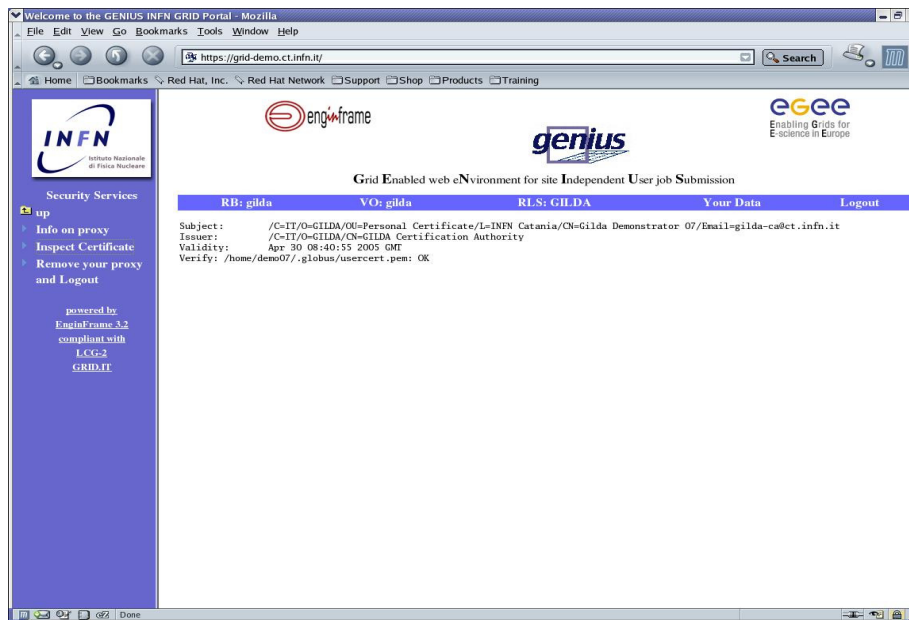 Welcome to the GENIUS INFN GRID Portal - Mozilla
File Edit View Go Bookmarks Tools Window Help
https://grid-demo.ct.infn.it/
Search
Home Bookmarks Red Hat, Inc. Red Hat Network Support Shop Products Training
INFN
Istituto Nazionale
di Fisica Nucleare
enginframe
genius
egee
Enabling Grids for
E-science in Europe
Grid Enabled web eNvironment for site Independent User job Submission
RB: gilda VO: gilda RLS: GILDA Your Data Logout
Security Services
up
Info on proxy
Inspect Certificate
Remove your proxy
and Logout
powered by
EnginFrame 3.2
compliant with
LCG-2
GRID.IT
Subject: /C=IT/O=GILDA/OU=Personal Certificate/L=INFN Catania/CN=Gilda Demonstrator 07/Email=gilda-ca@ct.infn.it
Issuer: /C=IT/O=GILDA/CN=GILDA Certification Authority
Validity: Apr 30 08:40:55 2005 GMT
Verify: /home/demo07/.globus/usercert.pem: OK
Done